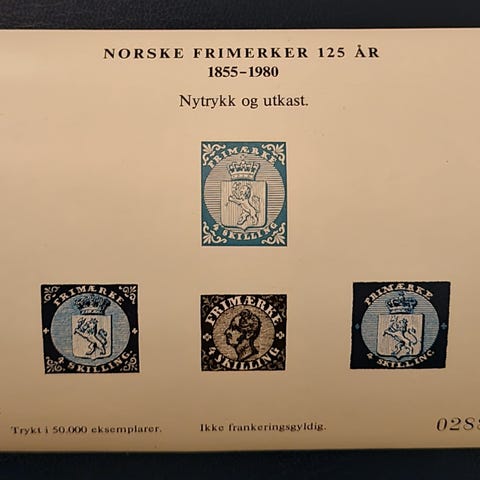 NORSKE FRIMERKER 125 ÅR
1855-1980
Nytrykk og utkast.
FRIMÆRKE
4 SKILLING
FRIMÆRKE
4 SKILLING.
FRIMÆRKE
4 SKILLING
FRIMÆRKE
4 SKILLING.
Trykt i 50.000 eksemplarer.
Ikke frankeringsgyldig.
028